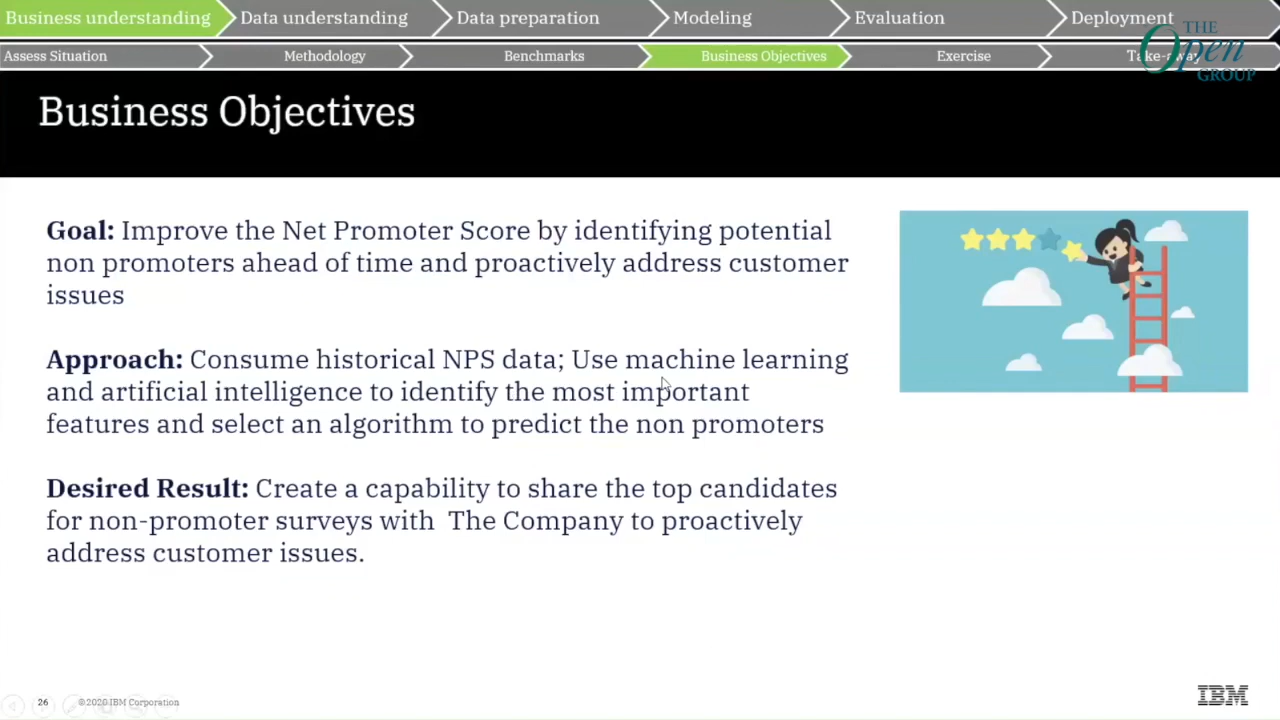 Business understanding
Data understanding
Data preparation
Modeling
Evaluation
Deployment
Assess Situation
Methodology
Benchmarks
Business Objectives
Exercise
Take-away
THE
Open
GROUP
Business Objectives
Goal: Improve the Net Promoter Score by identifying potential
non promoters ahead of time and proactively address customer
issues
Approach: Consume historical NPS data; Use machine learning
and artificial intelligence to identify the most important
features and select an algorithm to predict the non promoters
Desired Result: Create a capability to share the top candidates
for non-promoter surveys with  The Company to proactively
address customer issues.
26
©2020 IBM Corporation
IBM